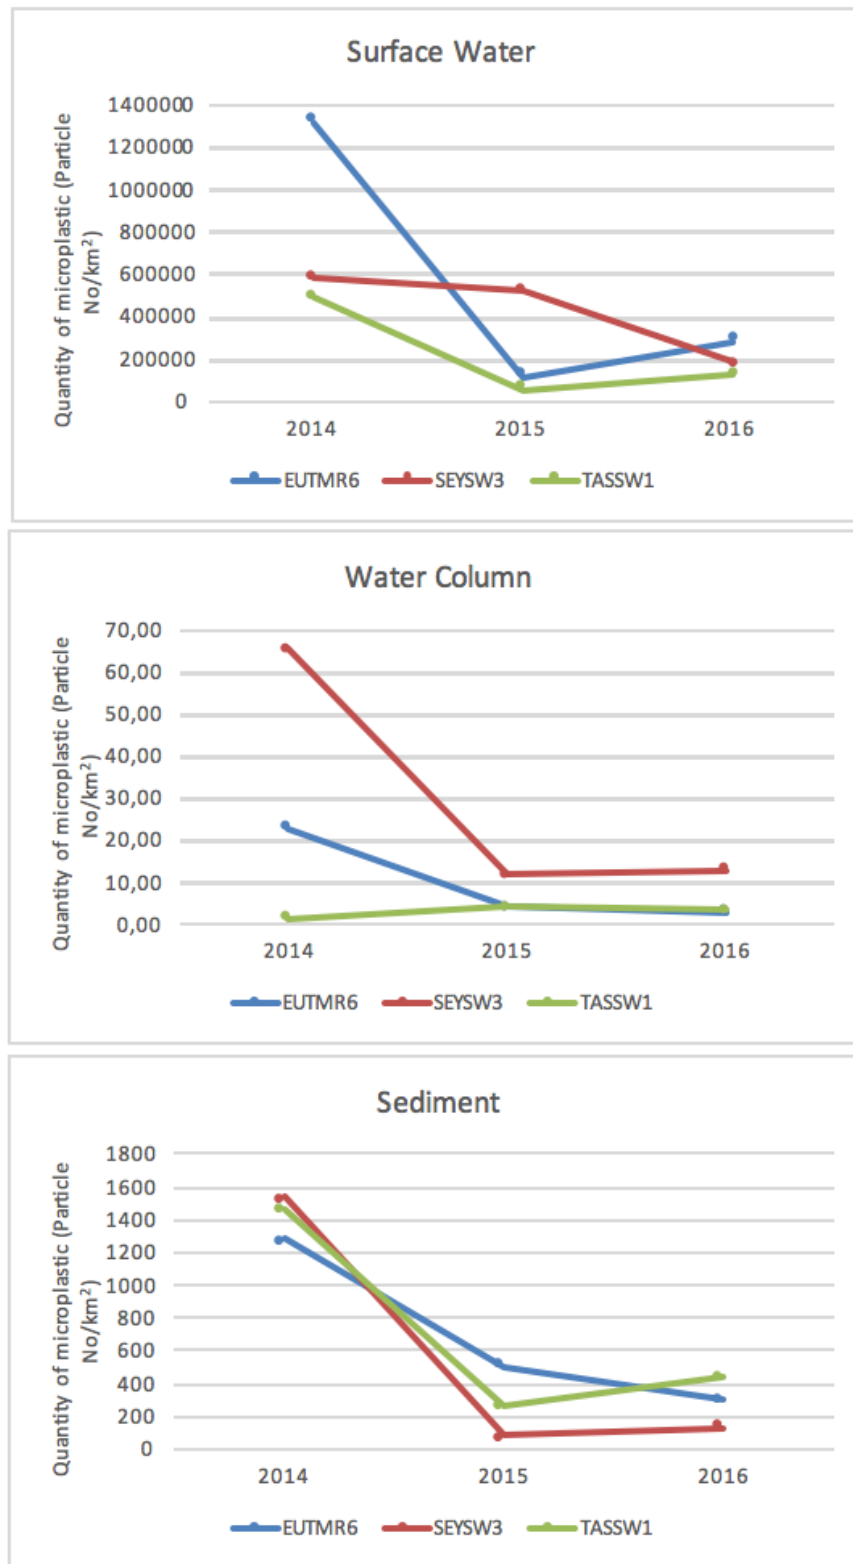 Surface Water
Quantity of microplastic (Particle
No/km²)
1400000
1200000
1000000
800000
600000
400000
200000
0
2014 2015 2016
EUTMR6 SEYSW3 TASSW1
Water Column
Quantity of microplastic (Particle
No/km²)
70,00
60,00
50,00
40,00
30,00
20,00
10,00
0,00
2014 2015 2016
EUTMR6 SEYSW3 TASSW1
Sediment
Quantity of microplastic (Particle
No/km²)
1800
1600
1400
1200
1000
800
600
400
200
0
2014 2015 2016
EUTMR6 SEYSW3 TASSW1